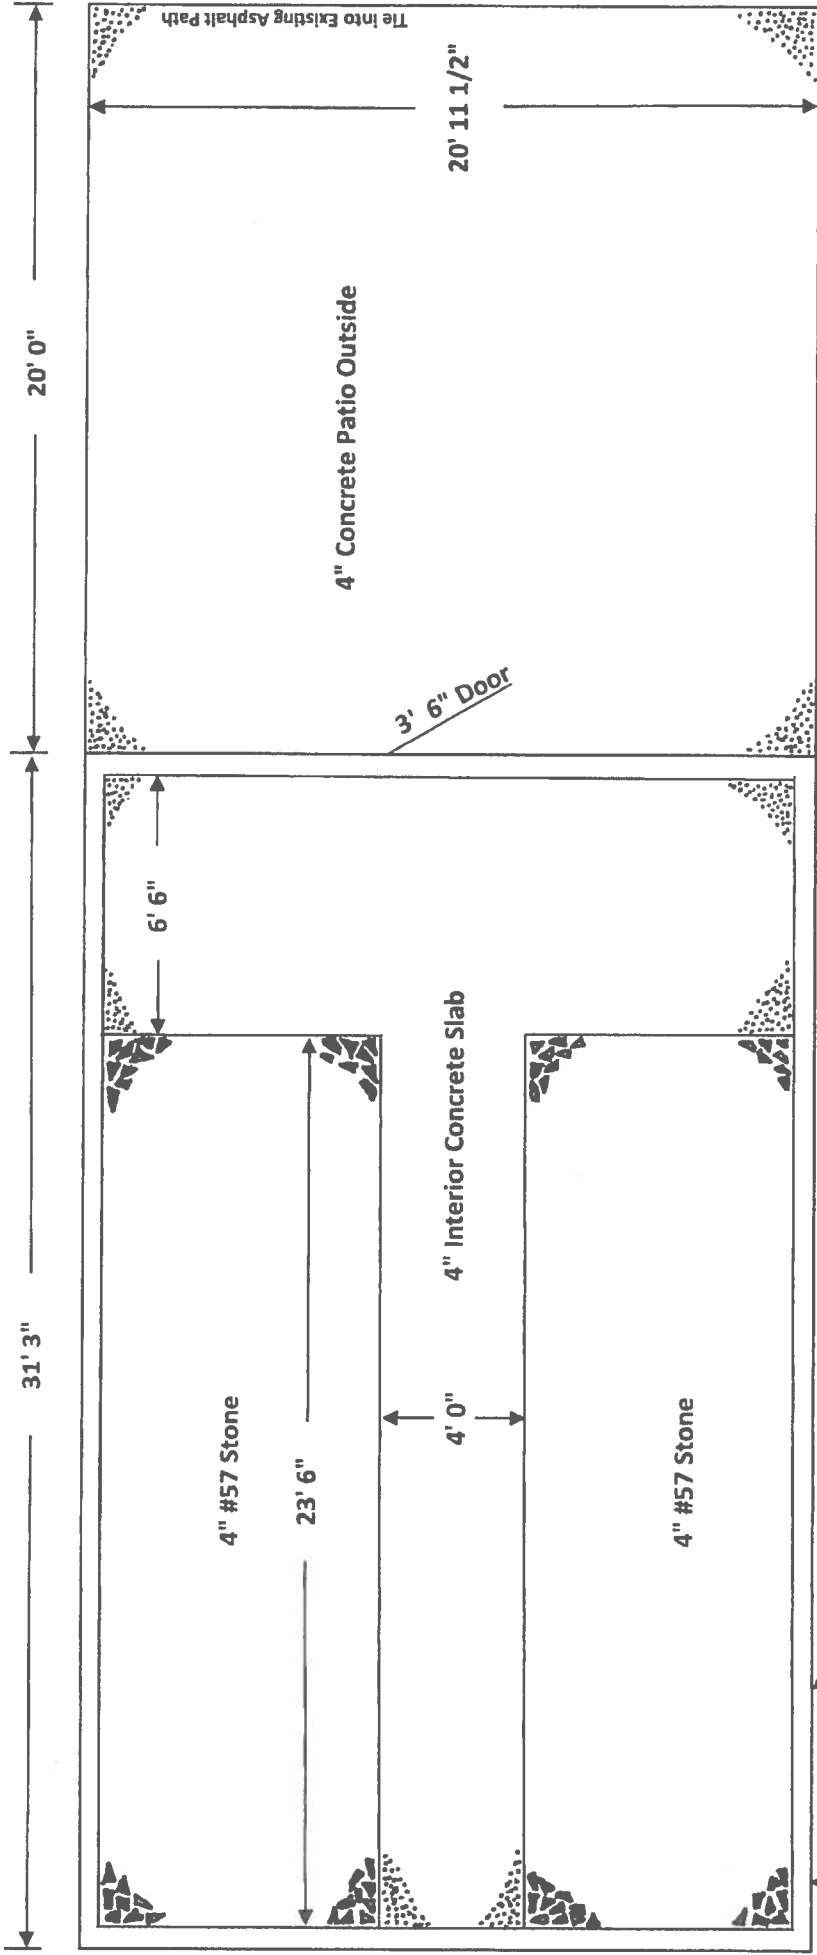 31' 3"
20' 0"
4" #57 Stone
23' 6"
6' 6"
4' 0"
4" Interior Concrete Slab
4" #57 Stone
3' 6" Door
4" Concrete Patio Outside
20' 11 1/2"
Tie into Existing Asphalt Path